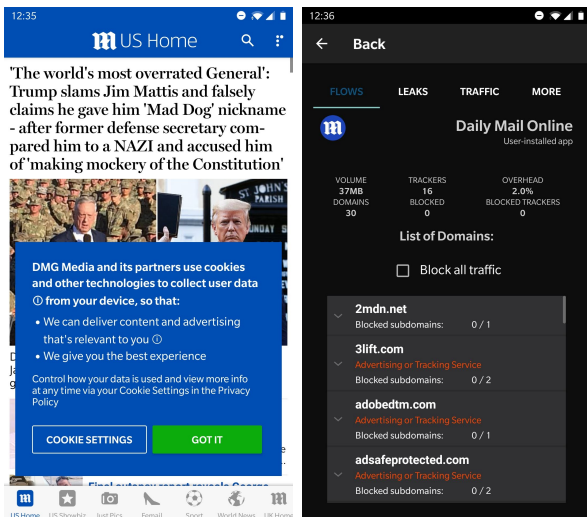 12:35
US Home
'The world's most overrated General':
Trump slams Jim Mattis and falsely
claims he gave him 'Mad Dog' nickname
- after former defense secretary com-
pared him to a NAZI and accused him
of 'making mockery of the Constitution'
ST JOHN'S
PARISH
SUNDAY
DMG Media and its partners use cookies
and other technologies to collect user data
ⓘ from your device, so that:
• We can deliver content and advertising
that's relevant to you ⓘ
• We give you the best experience
Control how your data is used and view more info
at any time via your Cookie Settings in the Privacy
Policy
COOKIE SETTINGS
GOT IT
US Home
US Showbiz
Just Pics
Femail
Sport
World News
UK Home
12:36
Back
FLOWS
LEAKS
TRAFFIC
MORE
Daily Mail Online
User-installed app
VOLUME
37MB
DOMAINS
30
TRACKERS
16
BLOCKED
0
OVERHEAD
2.0%
BLOCKED TRACKERS
0
List of Domains:
Block all traffic
2mdn.net
Blocked subdomains: 0 / 1
3lift.com
Advertising or Tracking Service
Blocked subdomains: 0 / 2
adobedtm.com
Advertising or Tracking Service
Blocked subdomains: 0 / 1
adsafeprotected.com
Advertising or Tracking Service
Blocked subdomains: 0 / 2